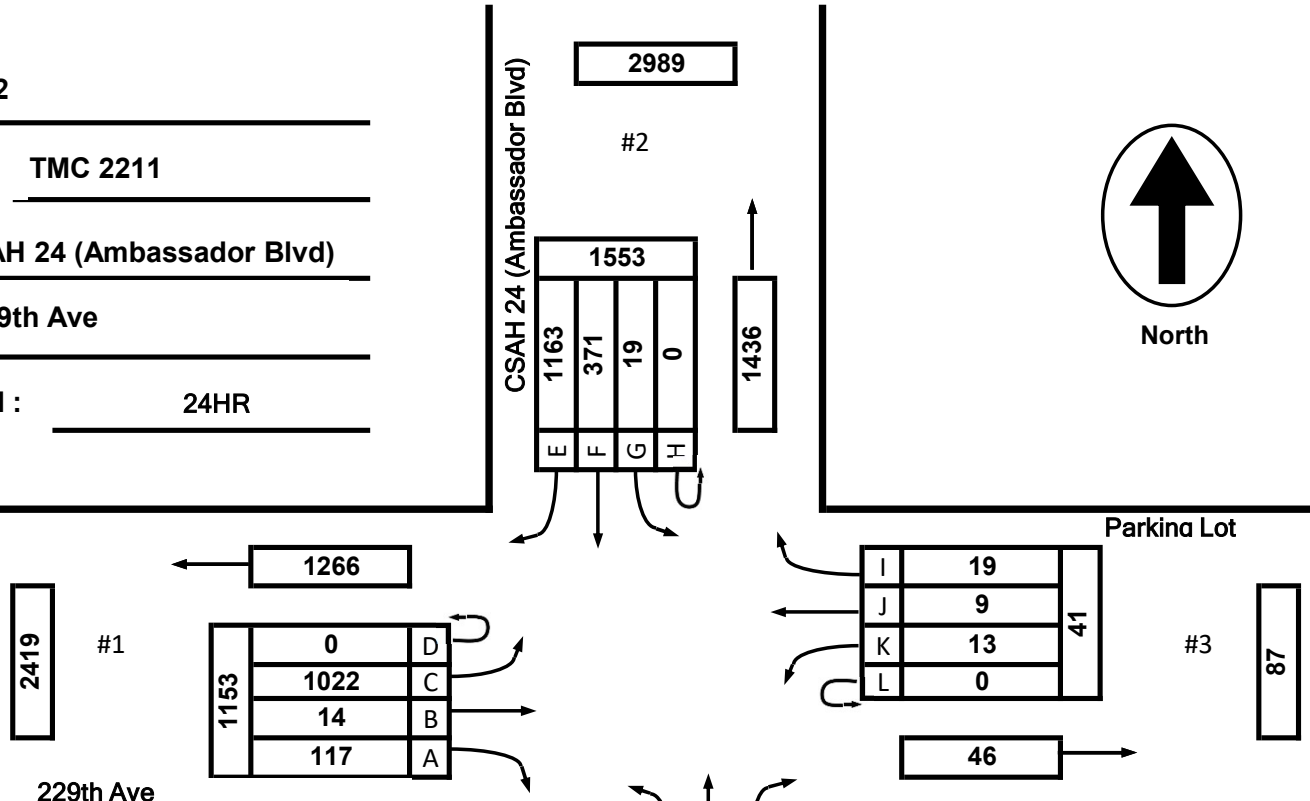 2
TMC 2211
AH 24 (Ambassador Blvd)
9th Ave
:
24HR
CSAH 24 (Ambassador Blvd)
2989
#2
1553
1163
371
19
0
E
F
G
H
1436
North
Parking Lot
1266
2419
#1
1153
0 D
1022 C
14 B
117 A
229th Ave
I 19
J 9
K 13
L 0
41
#3
87
46